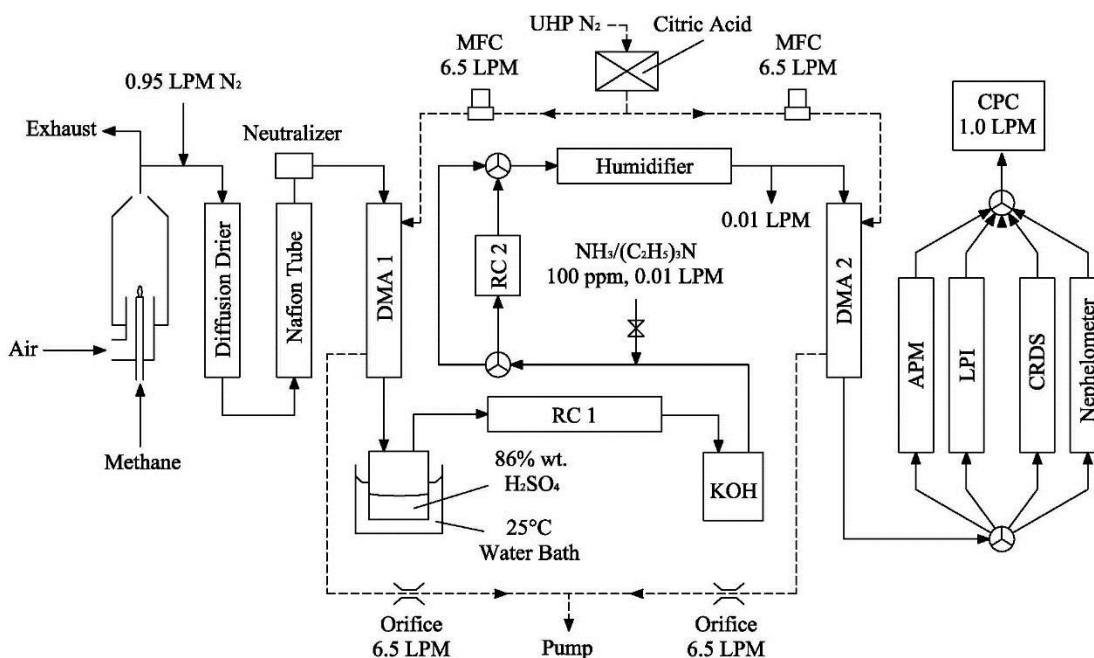 UHP N₂
Citric Acid
MFC
6.5 LPM
MFC
6.5 LPM
0.95 LPM N₂
CPC
1.0 LPM
Exhaust
Neutralizer
Humidifier
0.01 LPM
Diffusion Drier
Nafion Tube
DMA 1
RC 2
NH₃/(C₂H₅)₃N
100 ppm, 0.01 LPM
DMA 2
APM
LPI
CRDS
Nephelometer
Air
Methane
RC 1
86% wt.
H₂SO₄
KOH
25°C
Water Bath
Orifice
6.5 LPM
Pump
Orifice
6.5 LPM